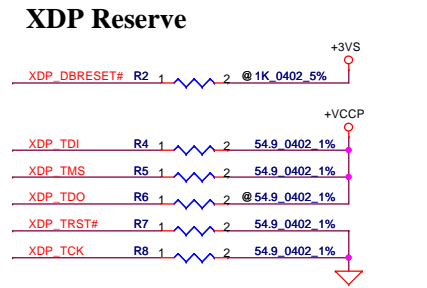 XDP Reserve
+3VS
XDP_DBRESET# R2 1 2 @ 1K_0402_5%
+VCCP
XDP_TDI R4 1 2 54.9_0402_1%
XDP_TMS R5 1 2 54.9_0402_1%
XDP_TDO R6 1 2 @ 54.9_0402_1%
XDP_TRST# R7 1 2 54.9_0402_1%
XDP_TCK R8 1 2 54.9_0402_1%